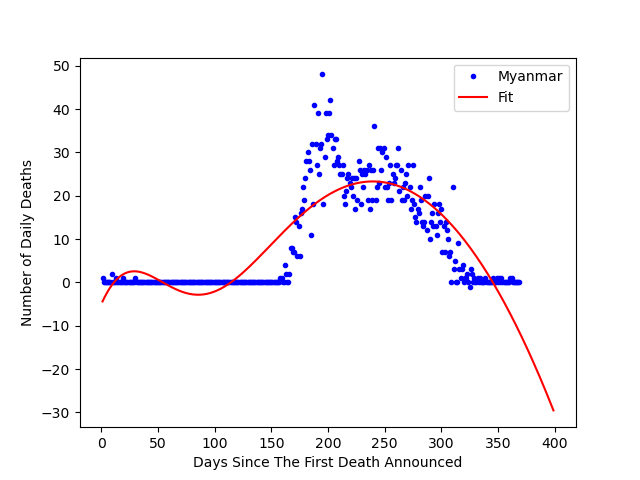 50
40
30
20
10
0
−10
−20
−30
Number of Daily Deaths
Myanmar
Fit
0 50 100 150 200 250 300 350 400
Days Since The First Death Announced